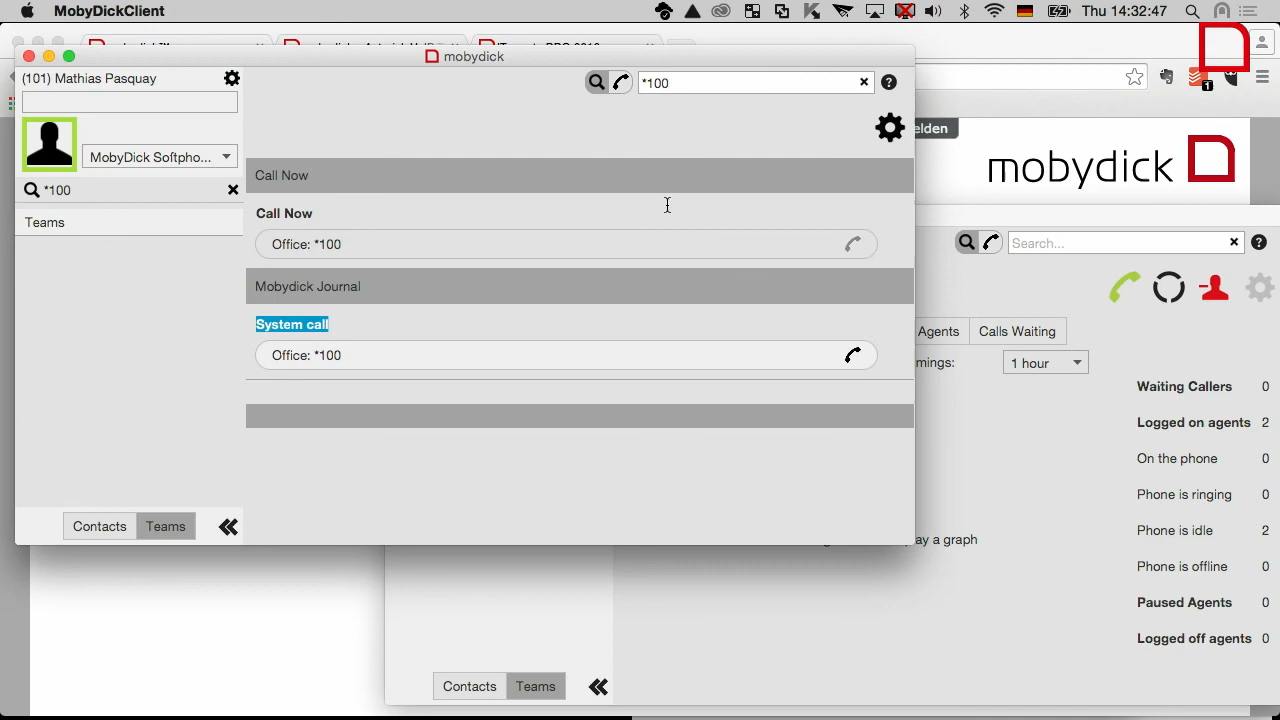 MobyDickClient
Thu 14:32:47
mobydick
(101) Mathias Pasquay
*100
MobyDick Softpho...
*100
Teams
Call Now
Call Now
Office: *100
Mobydick Journal
System call
Office: *100
Contacts
Teams
1
elden
mobydick
Search...
Agents
Calls Waiting
mings:
1 hour
Waiting Callers 0
Logged on agents 2
On the phone 0
Phone is ringing 0
Phone is idle 2
Phone is offline 0
Paused Agents 0
Logged off agents 0
ay a graph
Contacts
Teams